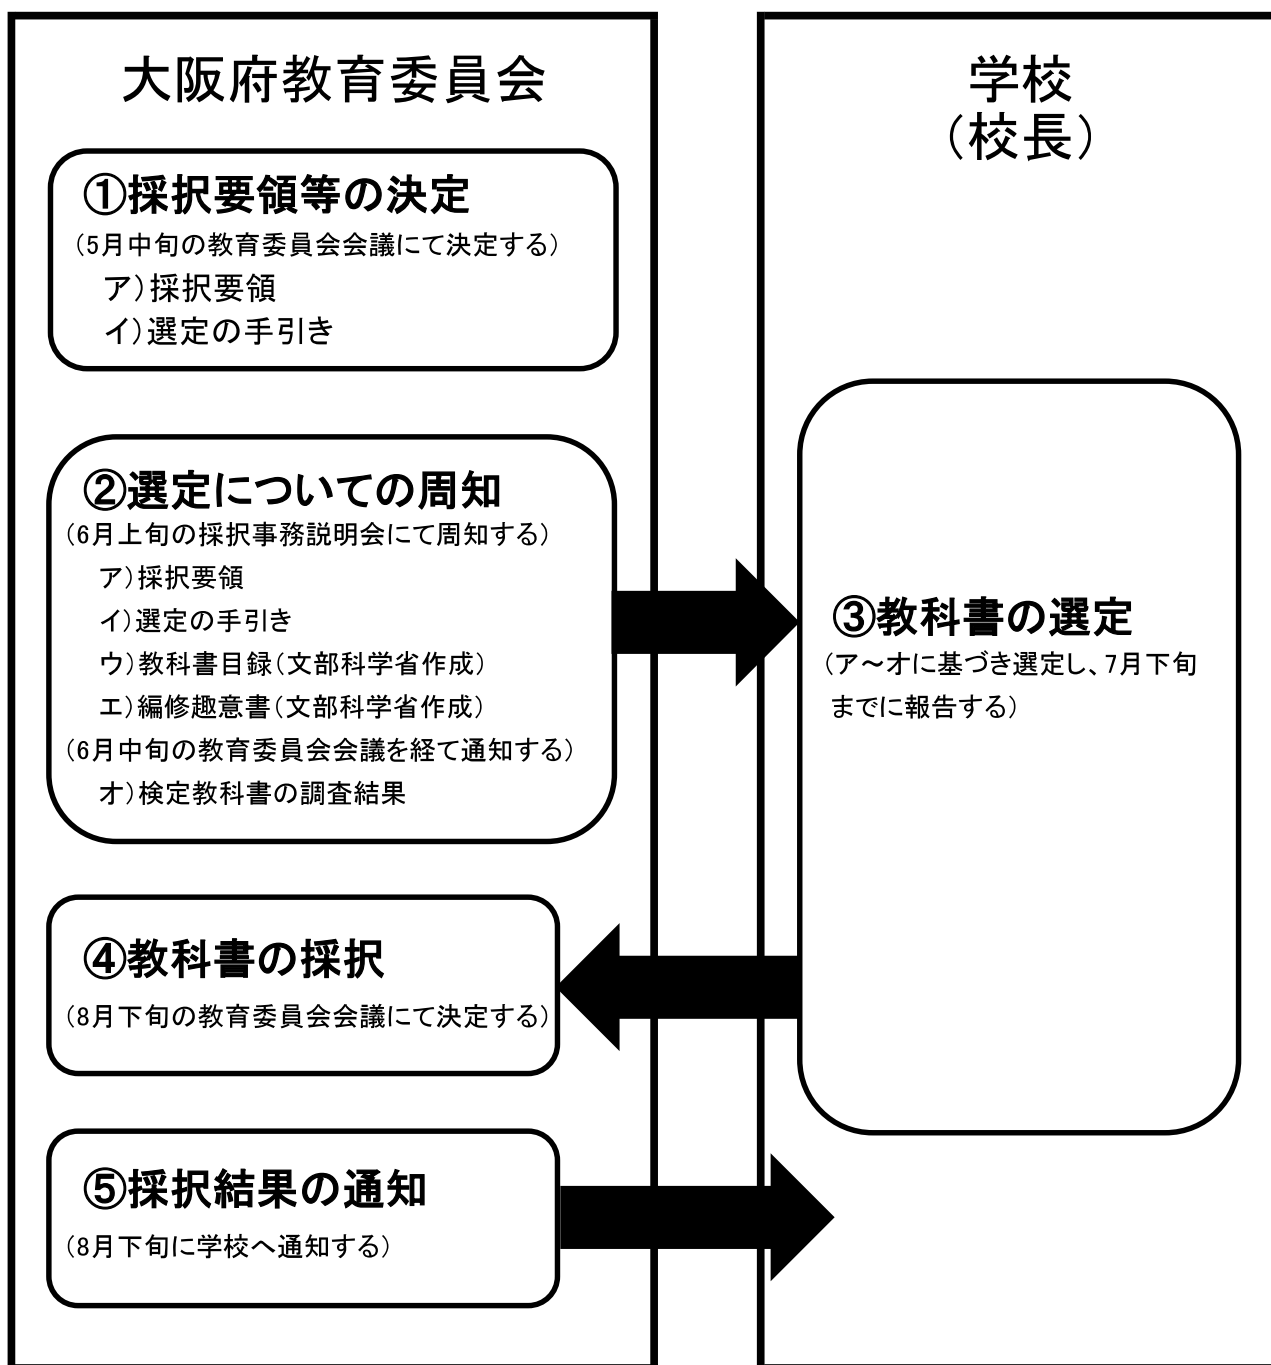 大阪府教育委員会
①採択要領等の決定
(5月中旬の教育委員会会議にて決定する)
ア)採択要領
イ)選定の手引き
②選定についての周知
(6月上旬の採択事務説明会にて周知する)
ア)採択要領
イ)選定の手引き
ウ)教科書目録(文部科学省作成)
エ)編修趣意書(文部科学省作成)
(6月中旬の教育委員会会議を経て通知する)
オ)検定教科書の調査結果
④教科書の採択
(8月下旬の教育委員会会議にて決定する)
⑤採択結果の通知
(8月下旬に学校へ通知する)
学校
(校長)
③教科書の選定
(ア～オに基づき選定し、7月下旬
までに報告する)